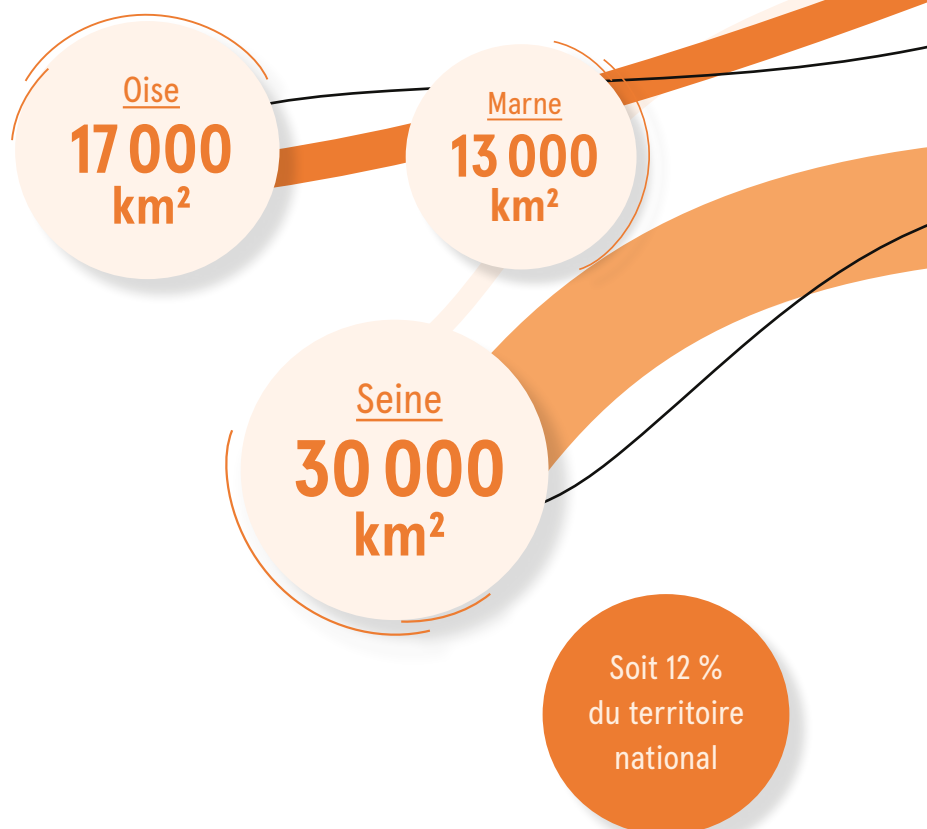 Oise
17 000
km²
Marne
13 000
km²
Seine
30 000
km²
Soit 12 %
du territoire
national